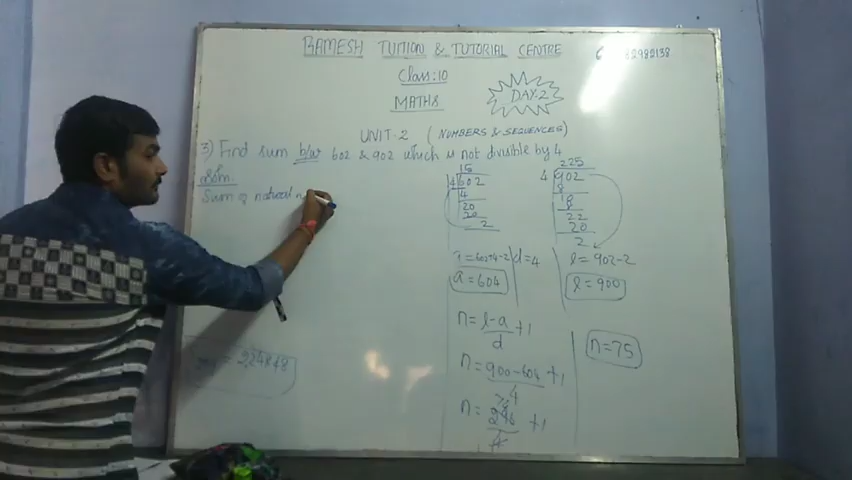 RAMESH TUITION & TUTORIAL CENTRE
Class:10
MATHS
DAY:2
UNIT-2 (NUMBERS & SEQUENCES)
3) Find sum b/w 602 & 902 which is not divisible by 4
Soln.
Sum of natural n
15
4 602
4
20
20
2
a = 602+4-2
d=4
a = 604
n = l-a/d +1
n = 900-604/4 +1
n = 296/4 +1
225
4 902
8
10
8
22
20
2
l = 902-2
l = 900
n=75